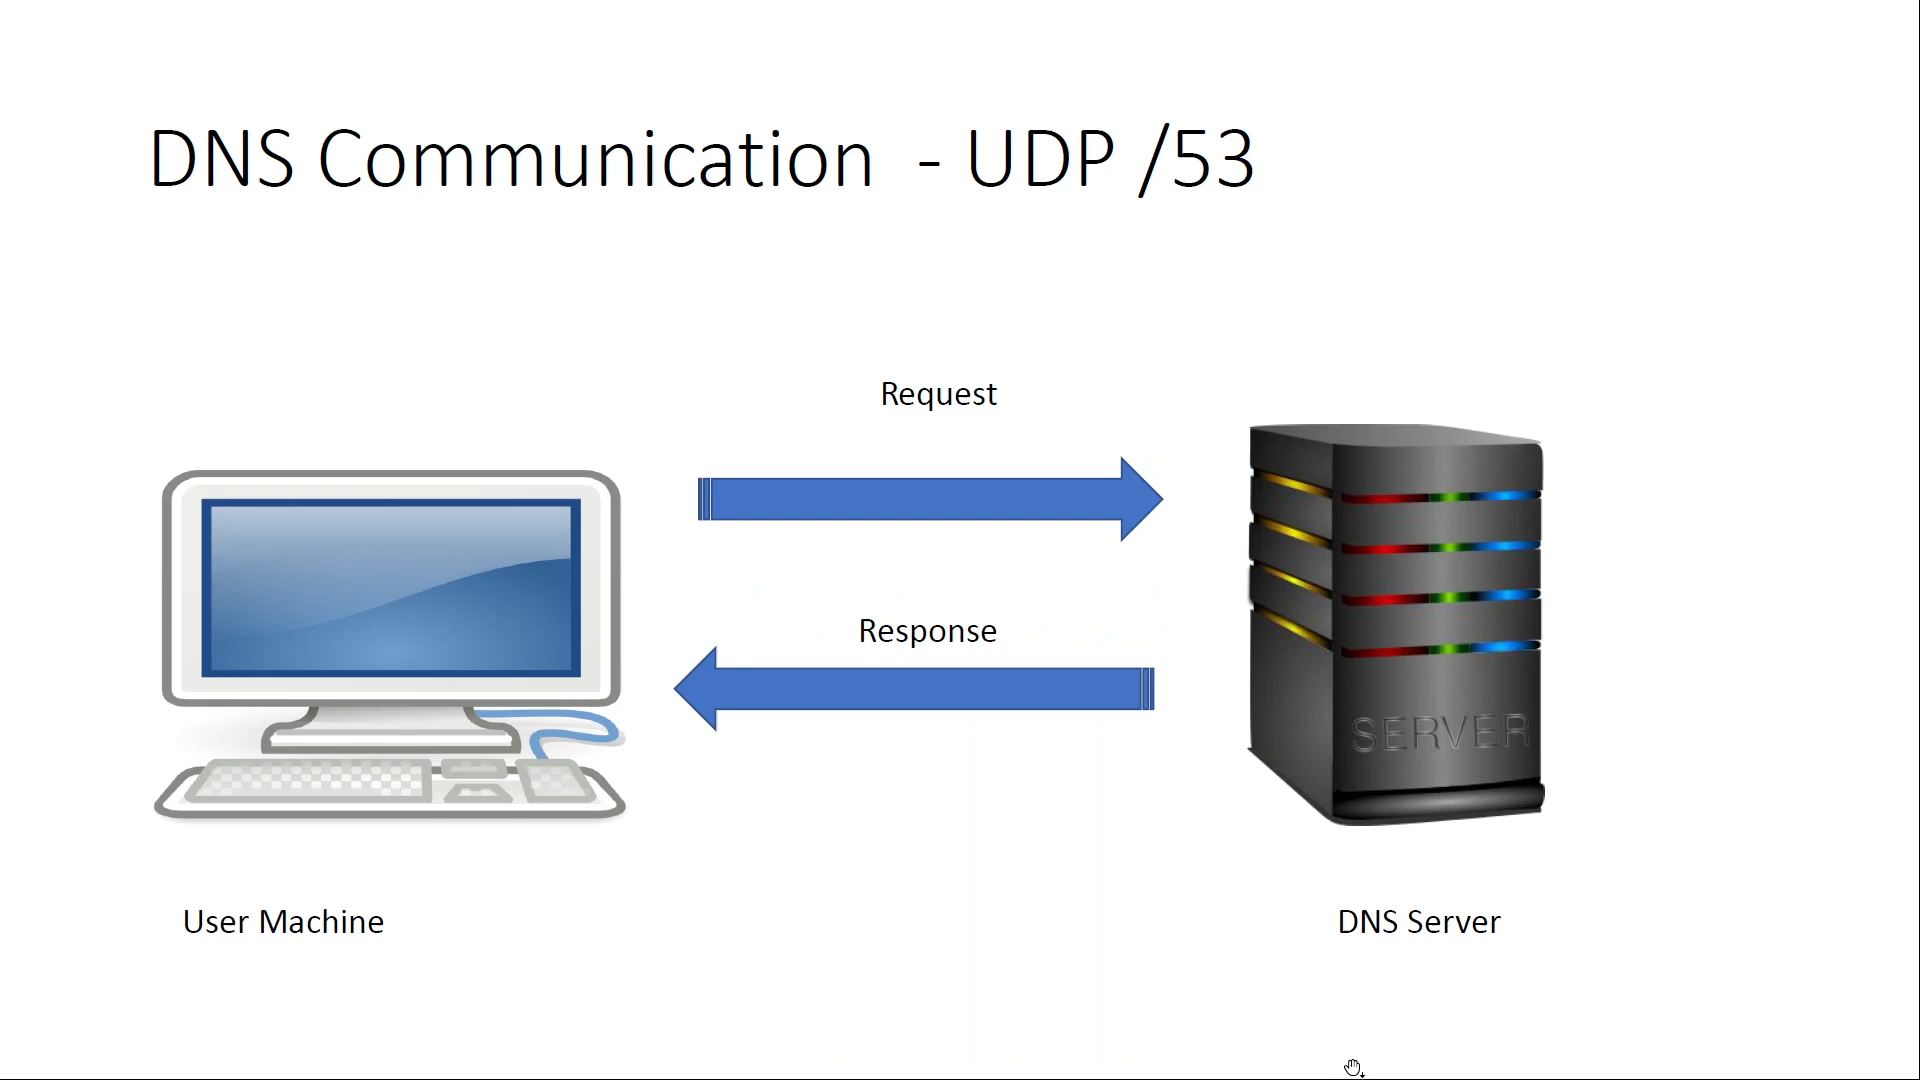 DNS Communication - UDP /53
Request
Response
SERVER
User Machine
DNS Server